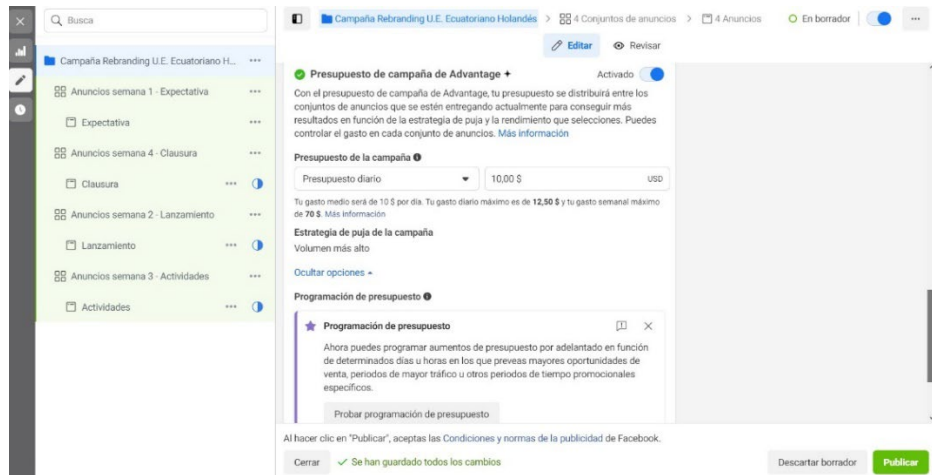 Busca
Campaña Rebranding U.E. Ecuatoriano H...
Anuncios semana 1 - Expectativa
Expectativa
Anuncios semana 4 - Clausura
Clausura
Anuncios semana 2 - Lanzamiento
Lanzamiento
Anuncios semana 3 - Actividades
Actividades
Campaña Rebranding U.E. Ecuatoriano Holandés > 4 Conjuntos de anuncios > 4 Anuncios
En borrador
Editar
Revisar
Presupuesto de campaña de Advantage +
Activado
Con el presupuesto de campaña de Advantage, tu presupuesto se distribuirá entre los
conjuntos de anuncios que se estén entregando actualmente para conseguir más
resultados en función de la estrategia de puja y la rendimiento que selecciones. Puedes
controlar el gasto en cada conjunto de anuncios. Más información
Presupuesto de la campaña
Presupuesto diario
10,00 $
USD
Tu gasto medio será de 10 $ por día. Tu gasto diario máximo es de 12,50 $ y tu gasto semanal máximo
de 70 $. Más información
Estrategia de puja de la campaña
Volumen más alto
Ocultar opciones
Programación de presupuesto
Programación de presupuesto
Ahora puedes programar aumentos de presupuesto por adelantado en función
de determinados días u horas en los que preveas mayores oportunidades de
venta, periodos de mayor tráfico u otros periodos de tiempo promocionales
específicos.
Probar programación de presupuesto
Al hacer clic en "Publicar", aceptas las Condiciones y normas de la publicidad de Facebook.
Cerrar
Se han guardado todos los cambios
Descartar borrador
Publicar